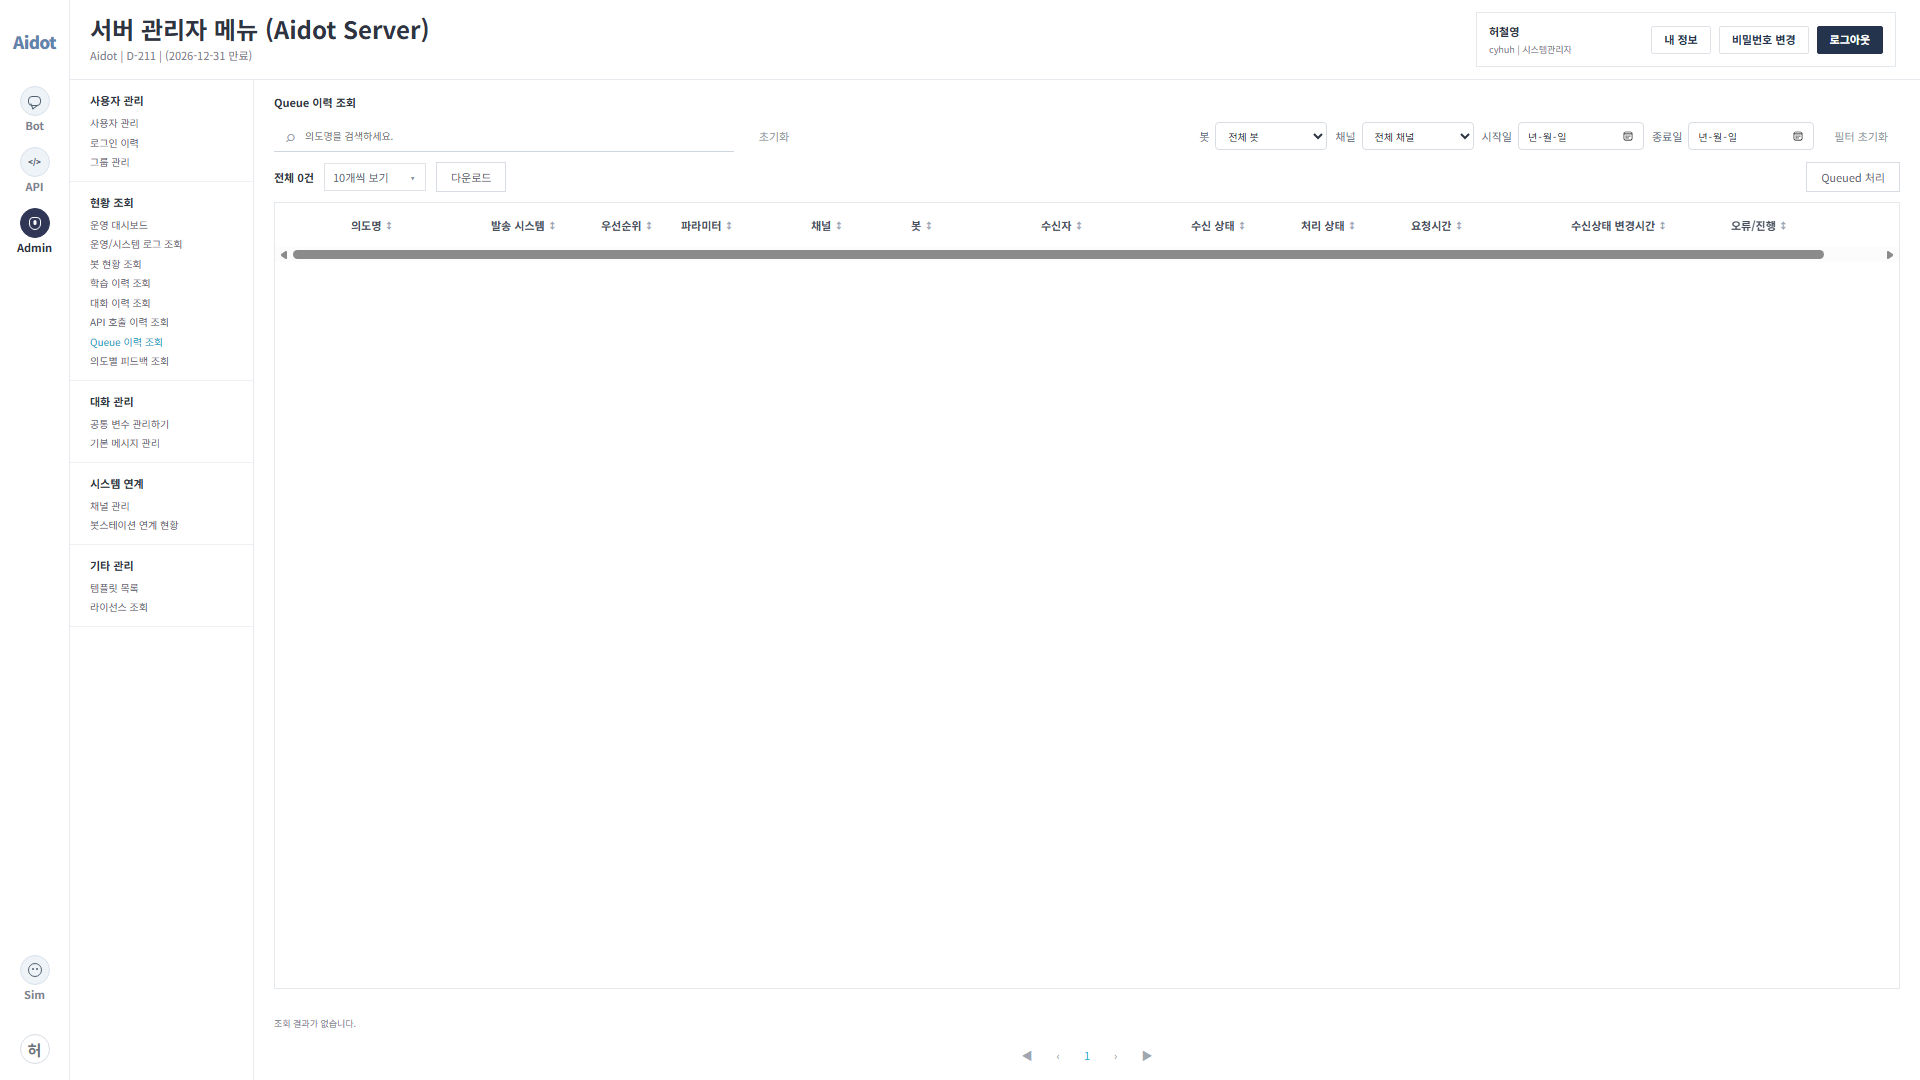 Aidot
Bot
</>
API
Admin
Sim
허
서버 관리자 메뉴 (Aidot Server)
Aidot | D-211 | (2026-12-31 만료)
허철영
cyhuh | 시스템관리자
내 정보
비밀번호 변경
로그아웃
사용자 관리
사용자 관리
로그인 이력
그룹 관리
현황 조회
운영 대시보드
운영/시스템 로그 조회
봇 현황 조회
학습 이력 조회
대화 이력 조회
API 호출 이력 조회
Queue 이력 조회
의도별 피드백 조회
대화 관리
공통 변수 관리하기
기본 메시지 관리
시스템 연계
채널 관리
봇스테이션 연계 현황
기타 관리
템플릿 목록
라이선스 조회
Queue 이력 조회
의도명을 검색하세요.
초기화
봇 전체 봇 채널 전체 채널 시작일 년-월-일 종료일 년-월-일 필터 초기화
전체 0건 10개씩 보기 다운로드 Queued 처리
의도명 발송 시스템 우선순위 파라미터 채널 봇 수신자 수신 상태 처리 상태 요청시간 수신상태 변경시간 오류/진행
조회 결과가 없습니다.
1